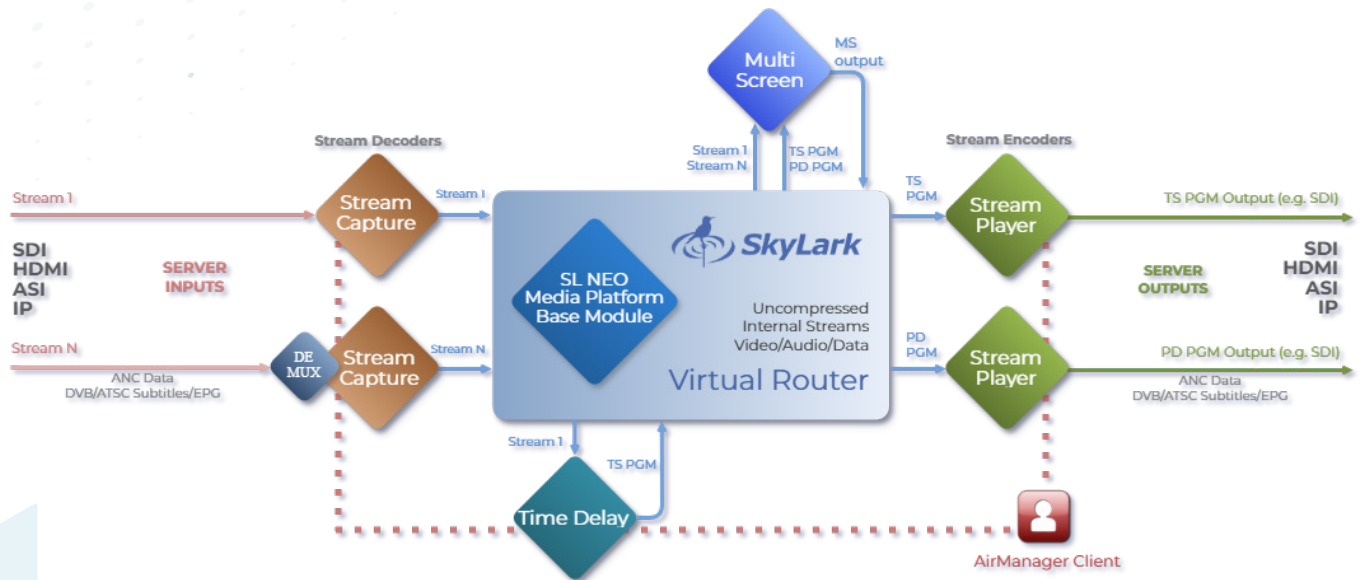 Multi
Screen
MS
output
Stream Decoders
Stream 1
Stream N
TS PGM
PD PGM
Stream Encoders
Stream 1
Stream
Capture
Stream 1
TS
PGM
Stream
Player
TS PGM Output (e.g. SDI)
SDI
HDMI
ASI
IP
SERVER
INPUTS
SL NEO
Media Platform
Base Module
SkyLark
Uncompressed
Internal Streams
Video/Audio/Data
Virtual Router
SERVER
OUTPUTS
SDI
HDMI
ASI
IP
Stream N
ANC Data
DVB/ATSC Subtitles/EPG
DE
MUX
Stream
Capture
Stream N
PD
PGM
Stream
Player
PD PGM Output (e.g. SDI)
ANC Data
DVB/ATSC Subtitles/EPG
Stream 1
TS PGM
Time Delay
AirManager Client